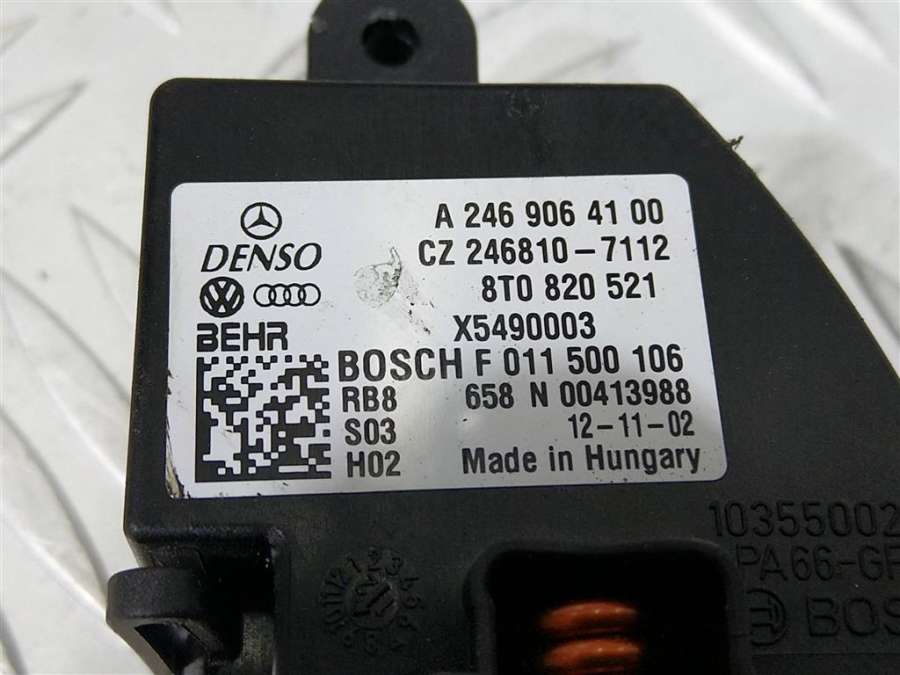 A 246 906 41 00
DENSO CZ 246810-7112
8T0 820 521
BEHR X5490003
BOSCH F 011 500 106
RB8 658 N 00413988
S03 12-11-02
H02 Made in Hungary
10355002
PA66-GF
BOS